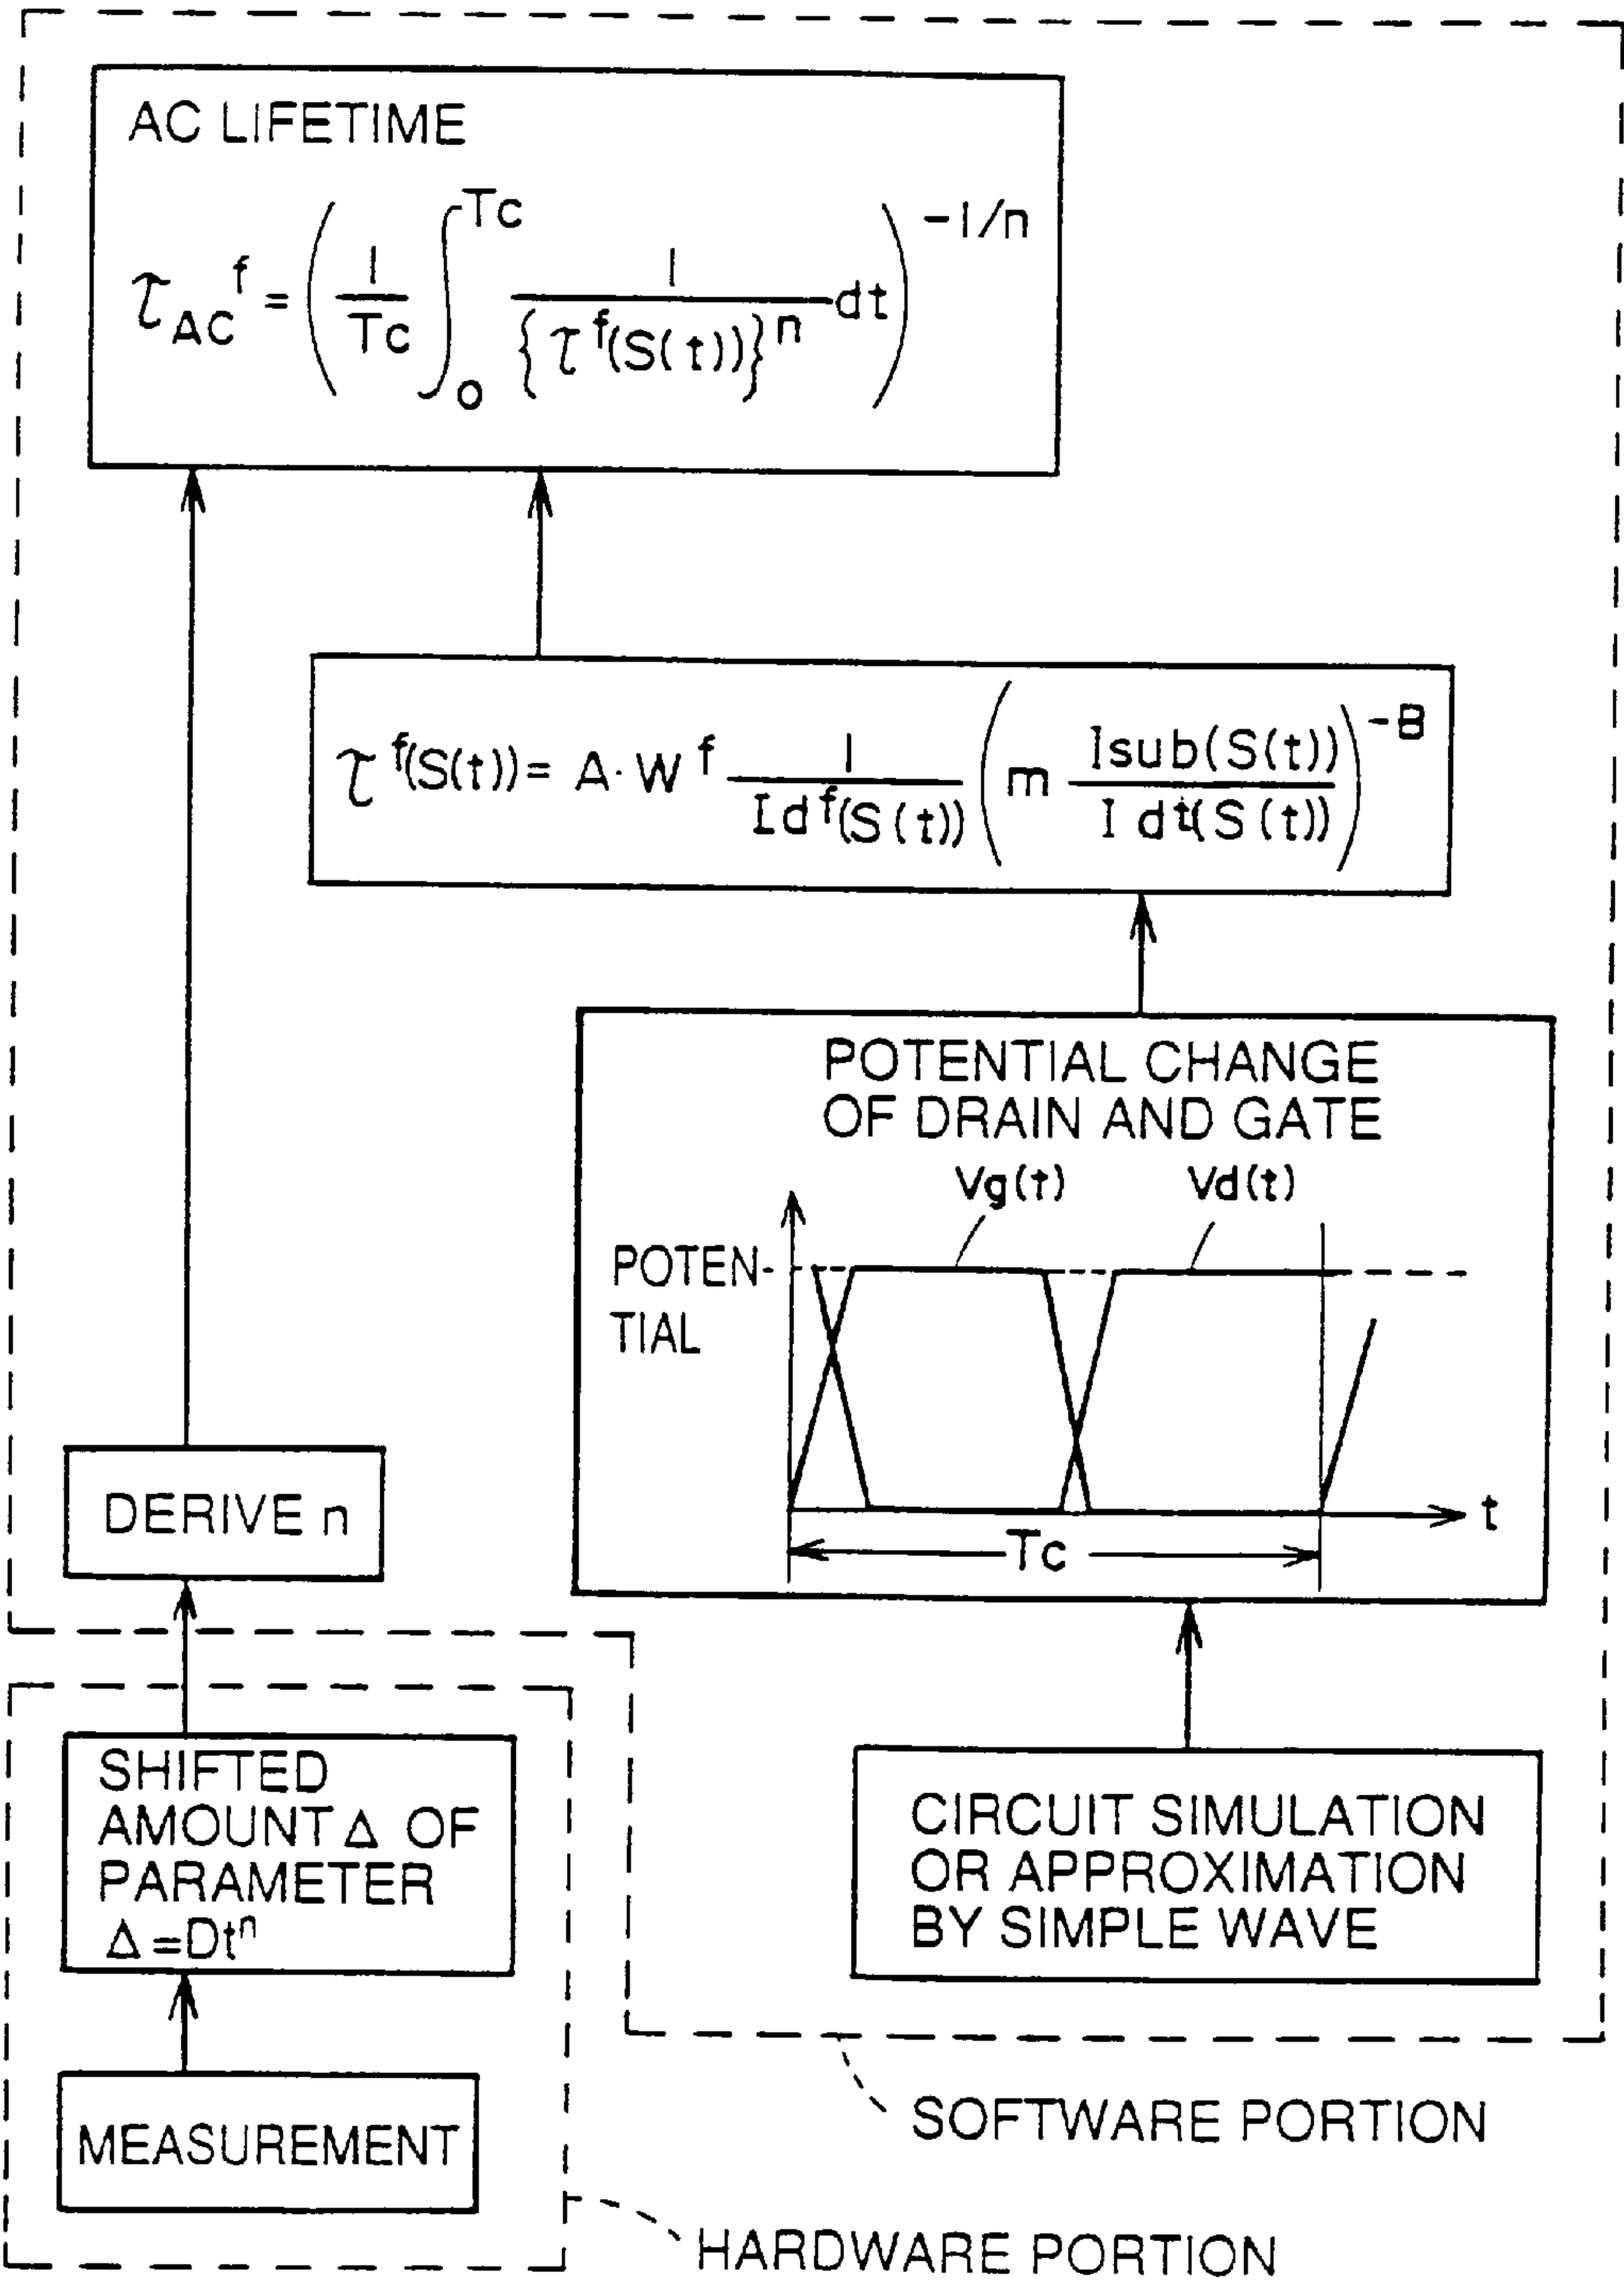 AC LIFETIME
τ_AC^f = (1/Tc ∫_0^Tc 1/{τ^f(S(t))}^n dt)^-1/n
τ^f(S(t)) = A·W^f 1/Id^f(S(t)) (m Isub(S(t))/Id^f(S(t)))^-B
POTENTIAL CHANGE
OF DRAIN AND GATE
Vg(t) Vd(t)
POTEN-
TIAL
t
Tc
DERIVE n
SHIFTED
AMOUNT Δ OF
PARAMETER
Δ=Dt^n
CIRCUIT SIMULATION
OR APPROXIMATION
BY SIMPLE WAVE
MEASUREMENT
SOFTWARE PORTION
HARDWARE PORTION